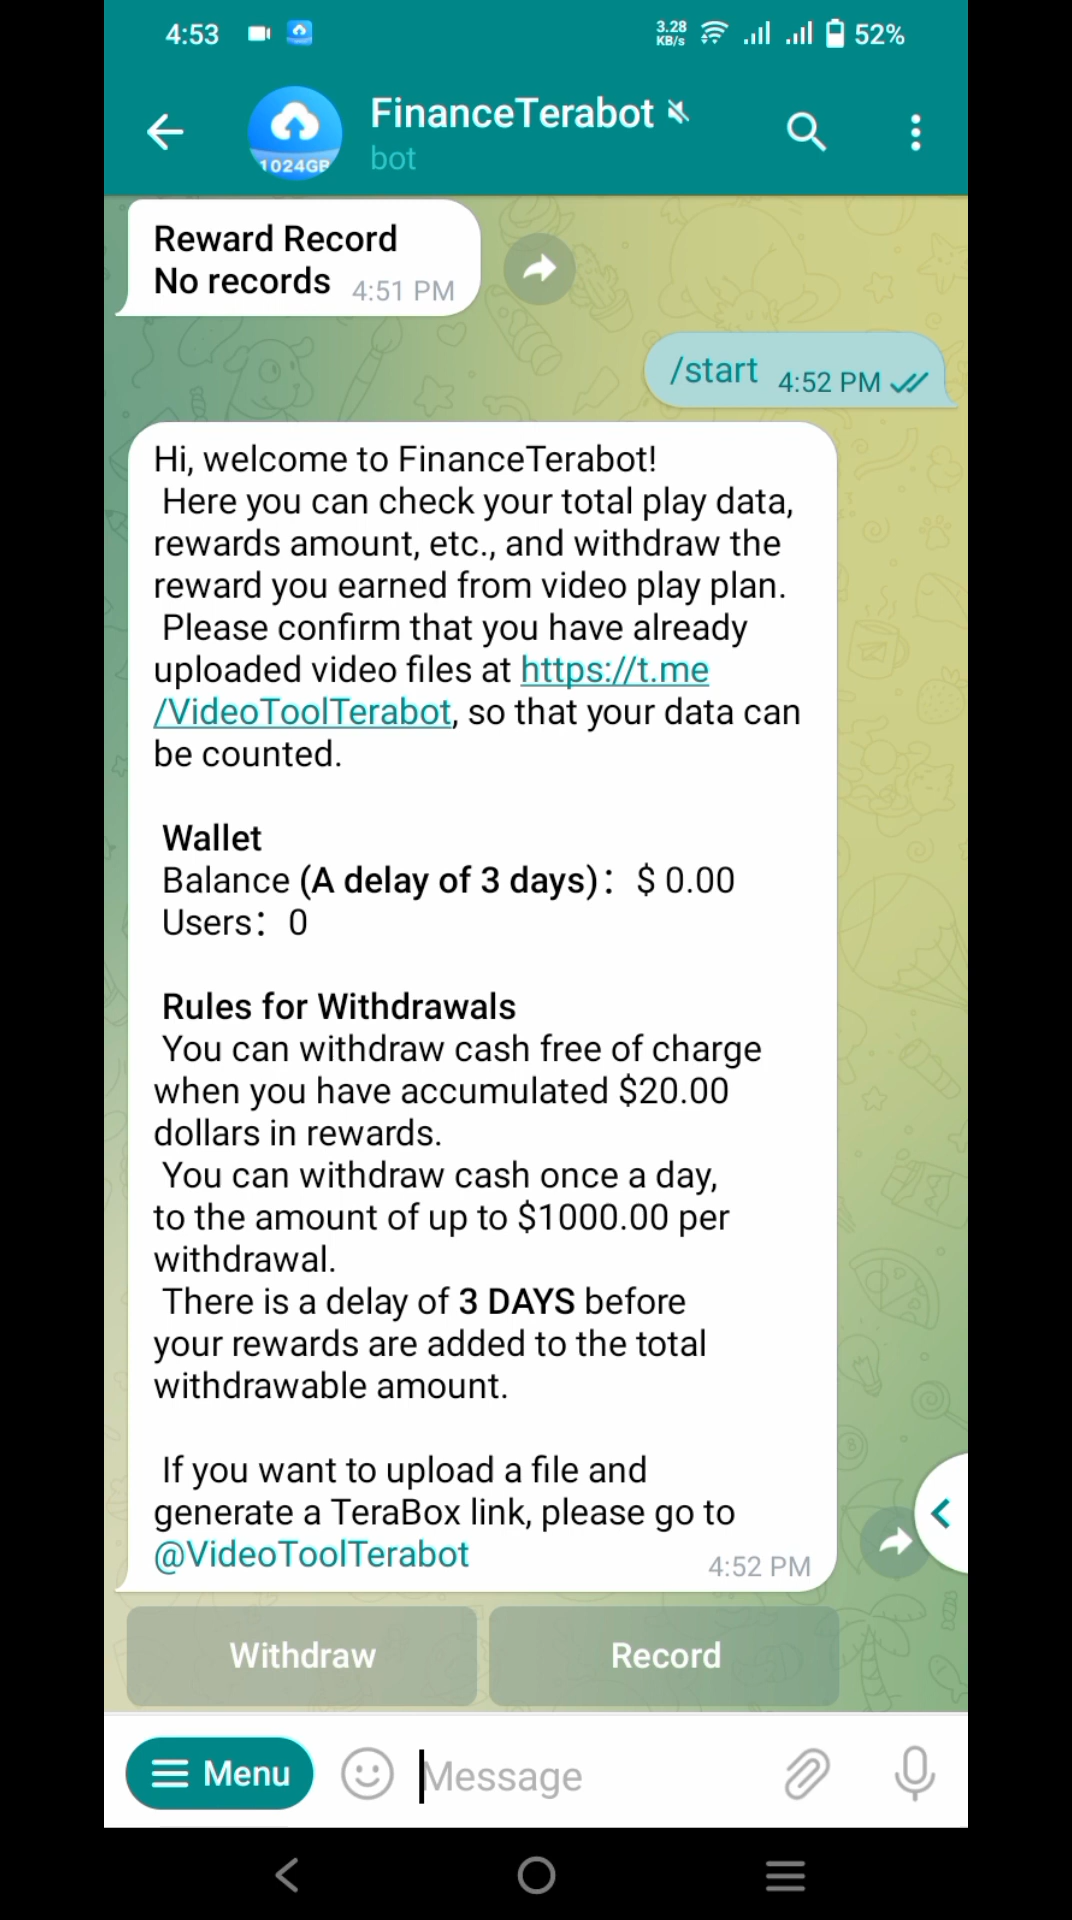 4:53
3.28
KB/s
52%
FinanceTerabot
1024GB
bot
Reward Record
No records 4:51 PM
/start 4:52 PM
Hi, welcome to FinanceTerabot!
Here you can check your total play data,
rewards amount, etc., and withdraw the
reward you earned from video play plan.
Please confirm that you have already
uploaded video files at https://t.me
/VideoToolTerabot, so that your data can
be counted.
Wallet
Balance (A delay of 3 days)： $ 0.00
Users： 0
Rules for Withdrawals
You can withdraw cash free of charge
when you have accumulated $20.00
dollars in rewards.
You can withdraw cash once a day,
to the amount of up to $1000.00 per
withdrawal.
There is a delay of 3 DAYS before
your rewards are added to the total
withdrawable amount.
If you want to upload a file and
generate a TeraBox link, please go to
@VideoToolTerabot
4:52 PM
Withdraw Record
Menu Message